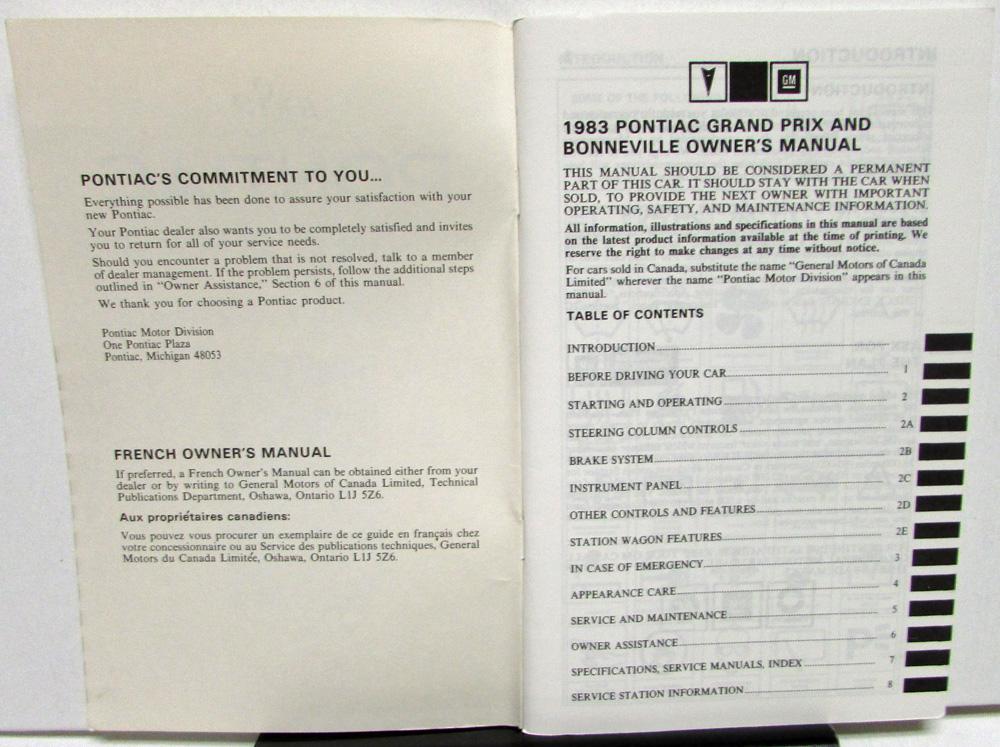 PONTIAC'S COMMITMENT TO YOU...
Everything possible has been done to assure your satisfaction with your
new Pontiac.
Your Pontiac dealer also wants you to be completely satisfied and invites
you to return for all of your service needs.
Should you encounter a problem that is not resolved, talk to a member
of dealer management. If the problem persists, follow the additional steps
outlined in "Owner Assistance," Section 6 of this manual.
We thank you for choosing a Pontiac product.
Pontiac Motor Division
One Pontiac Plaza
Pontiac, Michigan 48053
FRENCH OWNER'S MANUAL
If preferred, a French Owner's Manual can be obtained either from your
dealer or by writing to General Motors of Canada Limited, Technical
Publications Department, Oshawa, Ontario L1J 5Z6.
Aux propriétaires canadiens:
Vous pouvez vous procurer un exemplaire de ce guide en français chez
votre concessionnaire ou au Service des publications techniques, General
Motors du Canada Limitée, Oshawa, Ontario L1J 5Z6.
GM
1983 PONTIAC GRAND PRIX AND
BONNEVILLE OWNER'S MANUAL
THIS MANUAL SHOULD BE CONSIDERED A PERMANENT
PART OF THIS CAR. IT SHOULD STAY WITH THE CAR WHEN
SOLD, TO PROVIDE THE NEXT OWNER WITH IMPORTANT
OPERATING, SAFETY, AND MAINTENANCE INFORMATION.
All information, illustrations and specifications in this manual are based
on the latest product information available at the time of printing. We
reserve the right to make changes at any time without notice.
For cars sold in Canada, substitute the name "General Motors of Canada
Limited" wherever the name "Pontiac Motor Division" appears in this
manual.
TABLE OF CONTENTS
INTRODUCTION
BEFORE DRIVING YOUR CAR 1
STARTING AND OPERATING 2
STEERING COLUMN CONTROLS 2A
BRAKE SYSTEM 2B
INSTRUMENT PANEL 2C
OTHER CONTROLS AND FEATURES 2D
STATION WAGON FEATURES 2E
IN CASE OF EMERGENCY 3
APPEARANCE CARE 4
SERVICE AND MAINTENANCE 5
OWNER ASSISTANCE 6
SPECIFICATIONS, SERVICE MANUALS, INDEX 7
SERVICE STATION INFORMATION 8